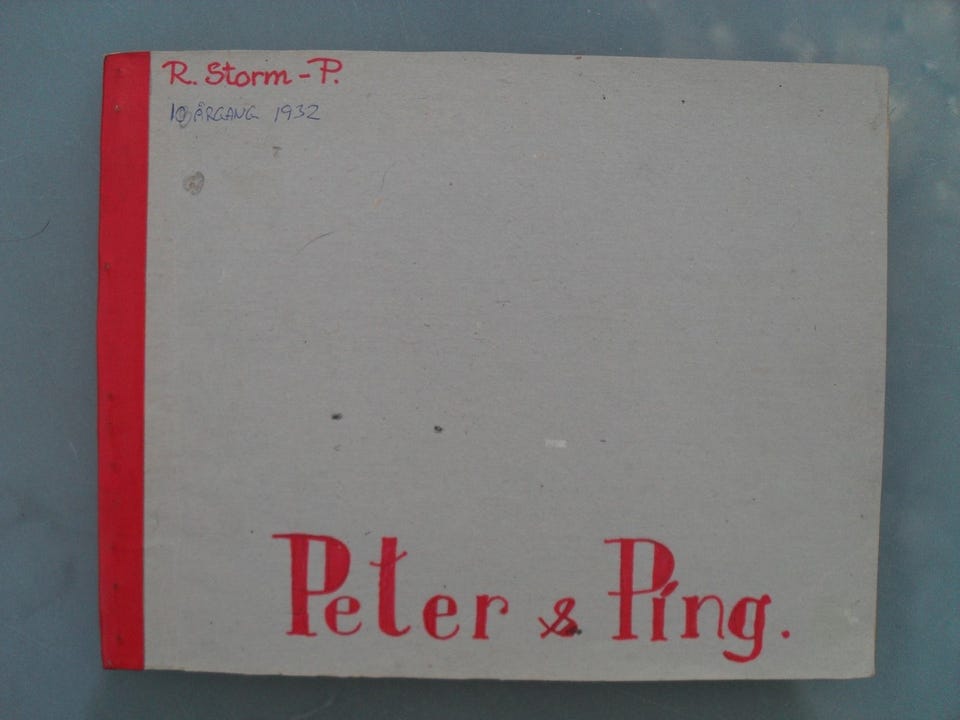 R. Storm - P.
10 ÅRGANG 1932
Peter & Ping.